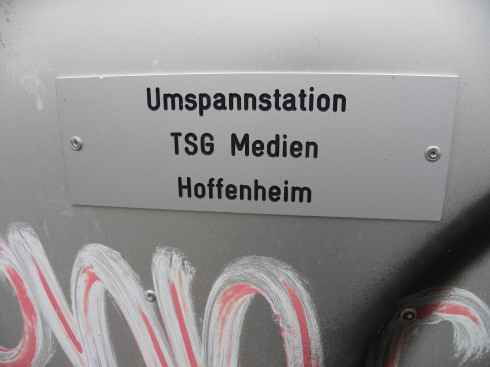 Umspannstation
TSG Medien
Hoffenheim